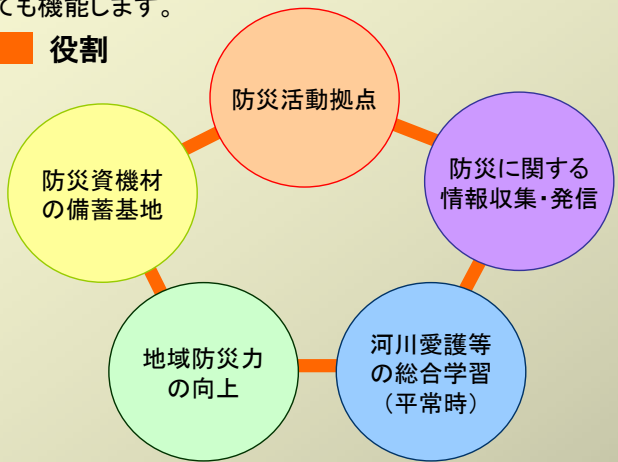 ても機能します。
役割
防災活動拠点
防災資機材
の備蓄基地
防災に関する
情報収集・発信
地域防災力
の向上
河川愛護等
の総合学習
（平常時）